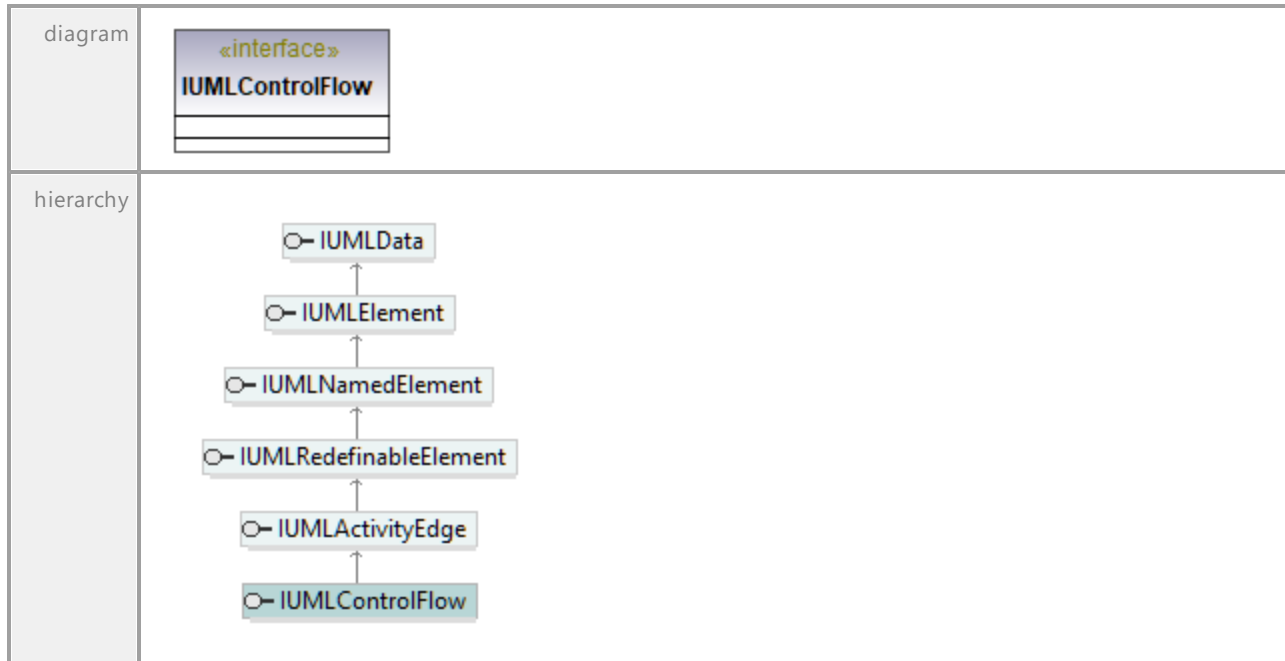 diagram
«interface»
IUMLControlFlow
hierarchy
IUMLData
IUMLElement
IUMLNamedElement
IUMLRedefinableElement
IUMLActivityEdge
IUMLControlFlow